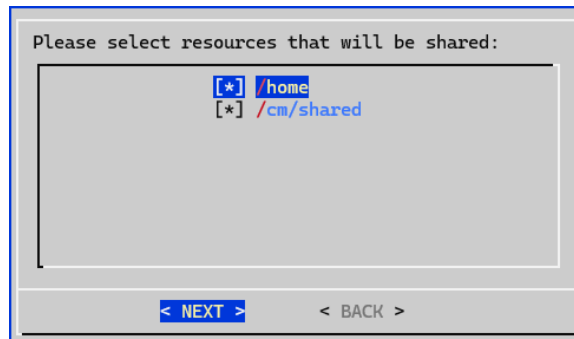 Please select resources that will be shared:
[*] /home
[*] /cm/shared
< NEXT > < BACK >